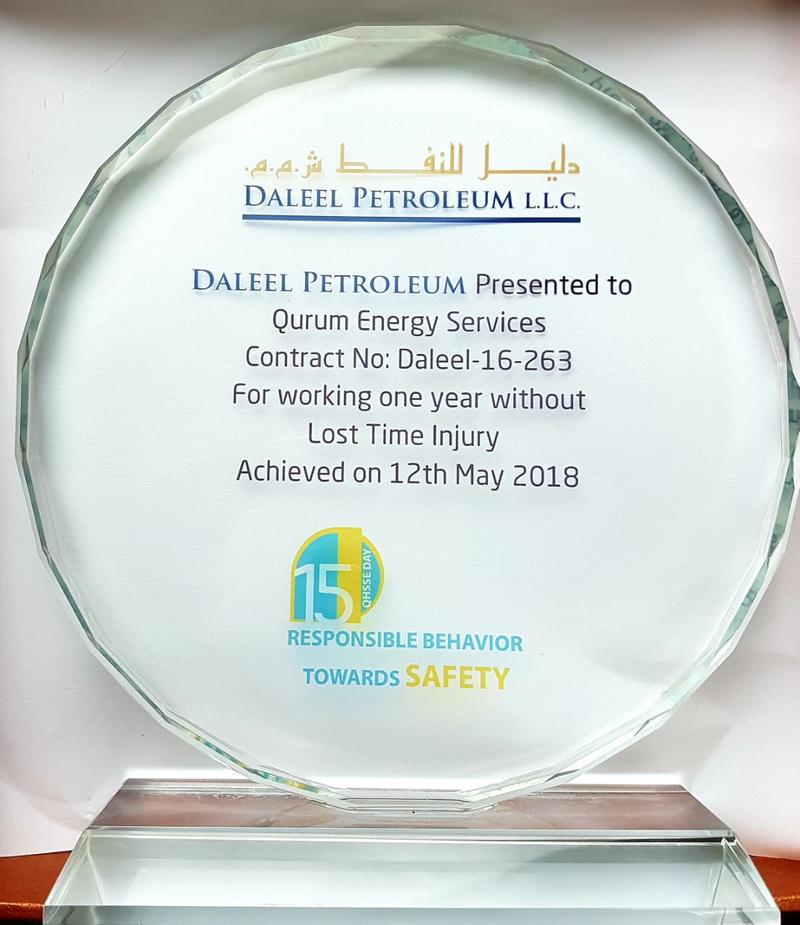 دليل للنفط ش.م.م.
DALEEL PETROLEUM L.L.C.
DALEEL PETROLEUM Presented to
Qurum Energy Services
Contract No: Daleel-16-263
For working one year without
Lost Time Injury
Achieved on 12th May 2018
15TH QHSSE DAY
RESPONSIBLE BEHAVIOR
TOWARDS SAFETY